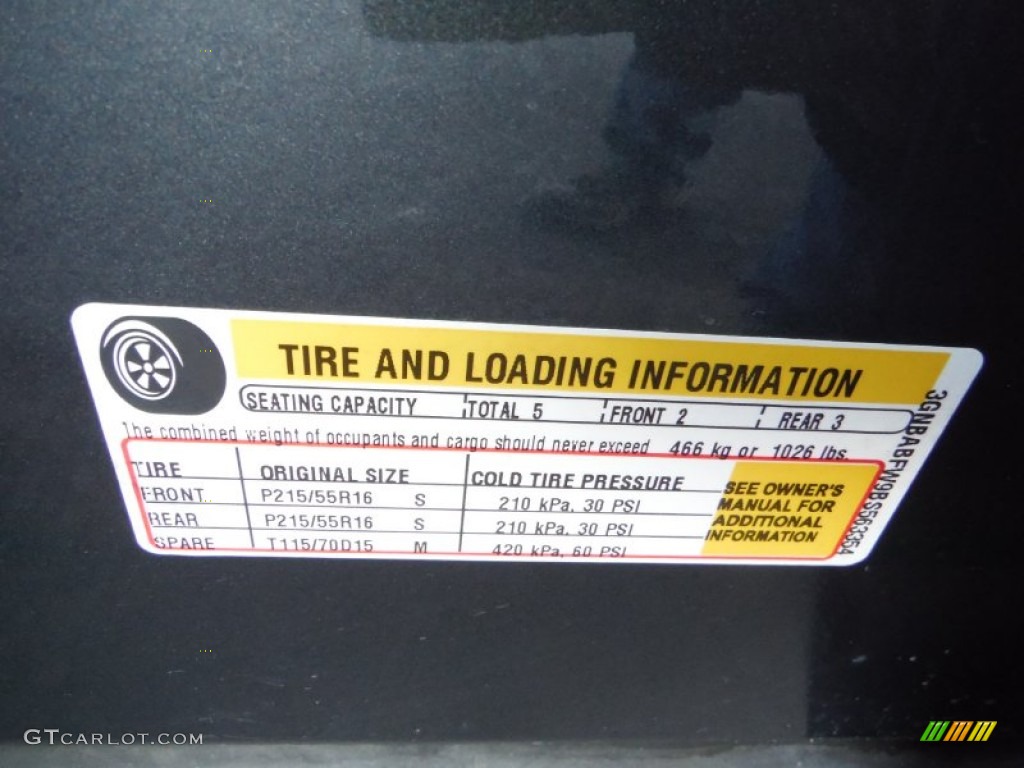 TIRE AND LOADING INFORMATION
SEATING CAPACITY TOTAL 5 FRONT 2 REAR 3
The combined weight of occupants and cargo should never exceed 466 kg or 1026 lbs.
TIRE ORIGINAL SIZE COLD TIRE PRESSURE
FRONT P215/55R16 S 210 kPa, 30 PSI
REAR P215/55R16 S 210 kPa, 30 PSI
SPARE T115/70D15 M 420 kPa, 60 PSI
SEE OWNER'S
MANUAL FOR
ADDITIONAL
INFORMATION
3GNBABFW9BS563354
GTCARLOT.COM